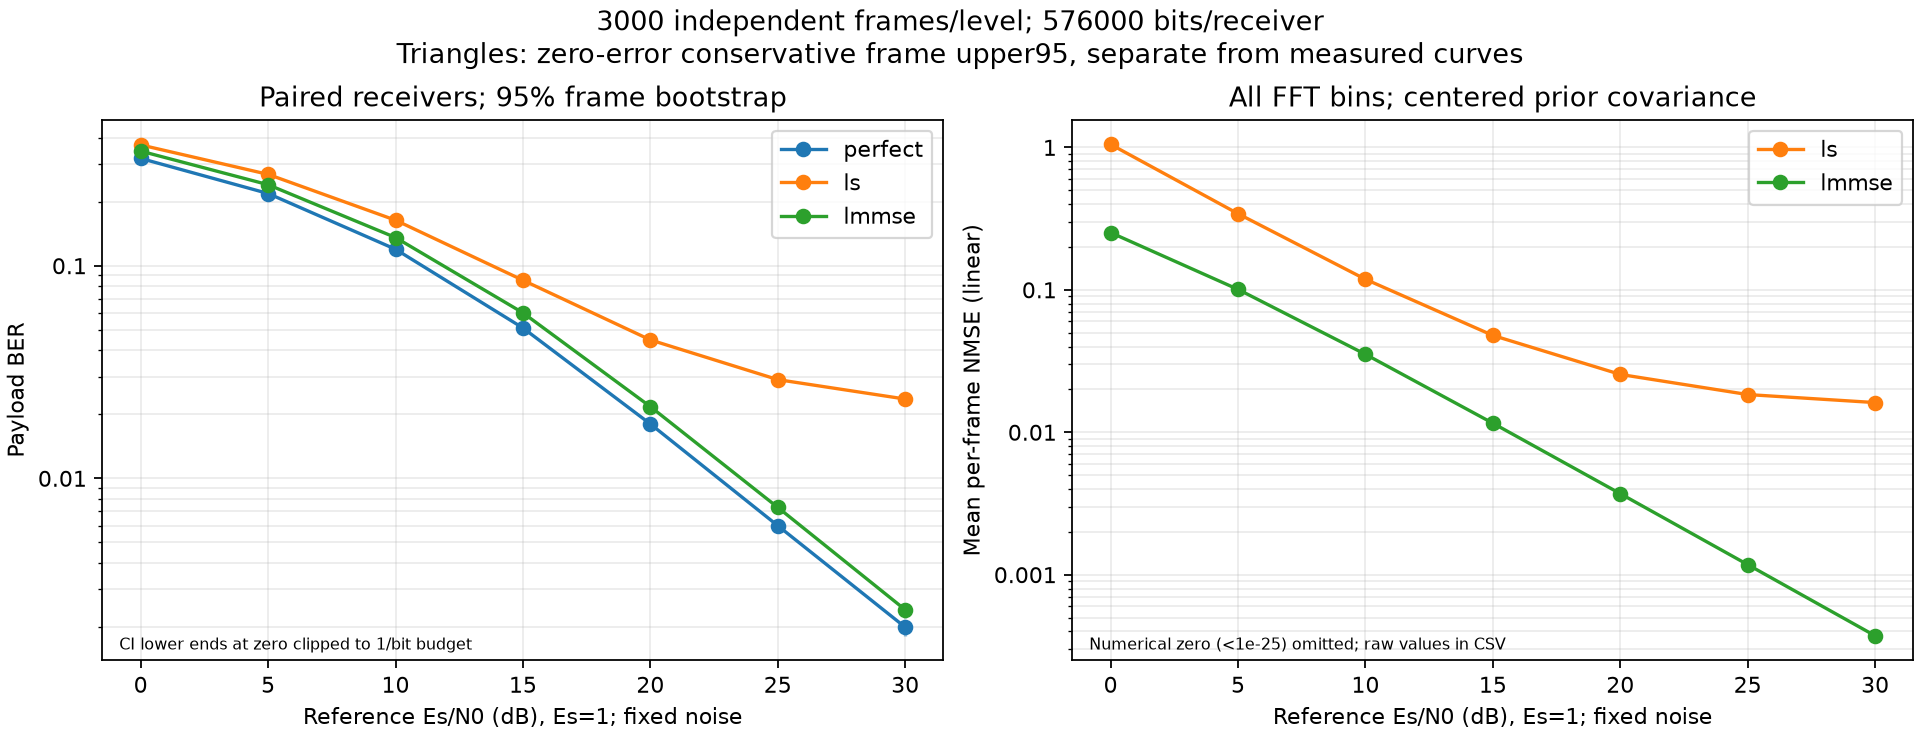 3000 independent frames/level; 576000 bits/receiver
Triangles: zero-error conservative frame upper95, separate from measured curves
Paired receivers; 95% frame bootstrap
Payload BER
0.1
0.01
perfect
ls
lmmse
CI lower ends at zero clipped to 1/bit budget
0 5 10 15 20 25 30
Reference Es/N0 (dB), Es=1; fixed noise
All FFT bins; centered prior covariance
Mean per-frame NMSE (linear)
1
0.1
0.01
0.001
ls
lmmse
Numerical zero (<1e-25) omitted; raw values in CSV
0 5 10 15 20 25 30
Reference Es/N0 (dB), Es=1; fixed noise